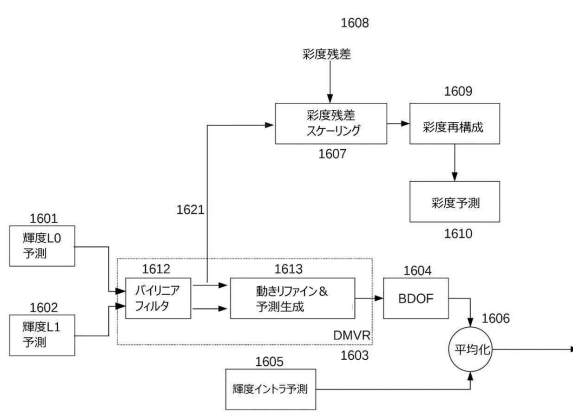 1608
彩度残差
1609
彩度残差
スケーリング
1607
彩度再構成
1621
彩度予測
1610
1601
輝度L0
予測
1612
バイリニア
フィルタ
1613
動きリファイン&
予測生成
1604
BDOF
1602
輝度L1
予測
DMVR
1603
1606
平均化
1605
輝度イントラ予測